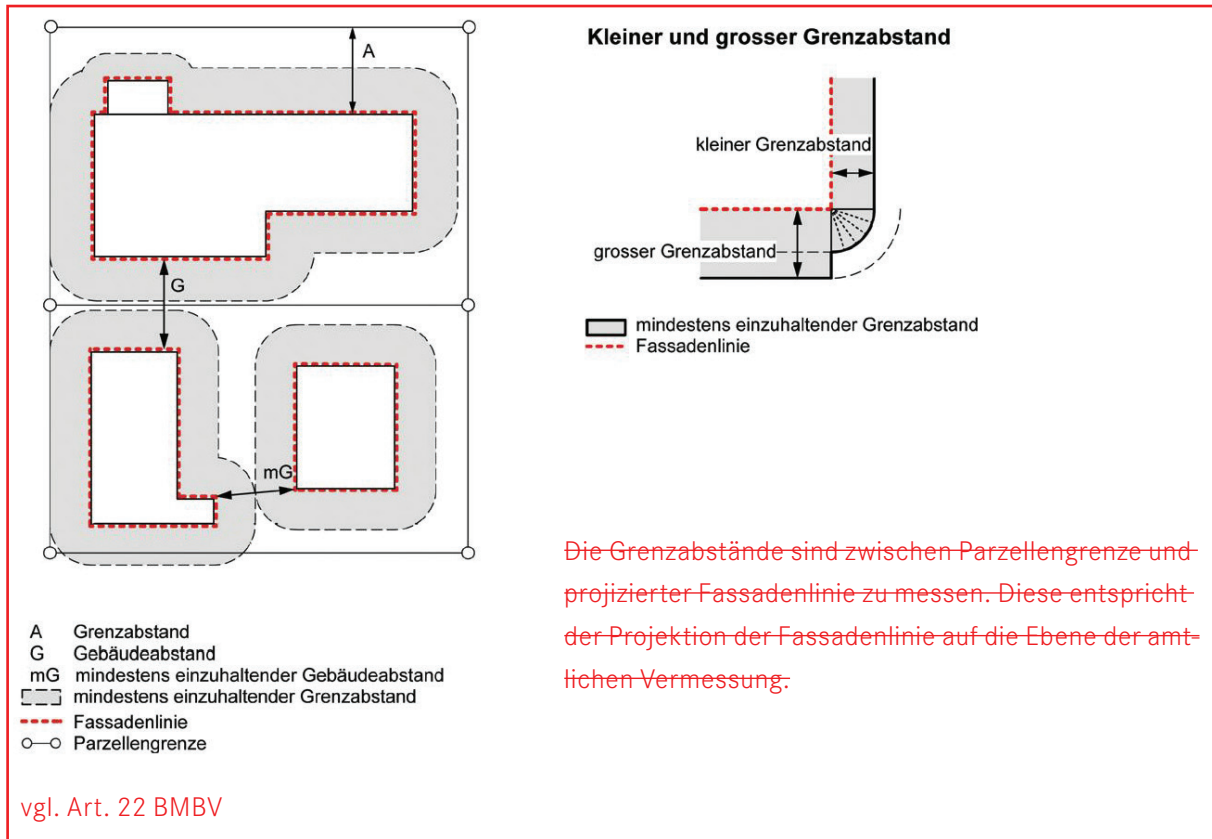 A
G
mG
A Grenzabstand
G Gebäudeabstand
mG mindestens einzuhaltender Gebäudeabstand
mindestens einzuhaltender Grenzabstand
Fassadenlinie
Parzellengrenze
vgl. Art. 22 BMBV
Kleiner und grosser Grenzabstand
kleiner Grenzabstand
grosser Grenzabstand
mindestens einzuhaltender Grenzabstand
Fassadenlinie
Die Grenzabstände sind zwischen Parzellengrenze und
projizierter Fassadenlinie zu messen. Diese entspricht
der Projektion der Fassadenlinie auf die Ebene der amt-
lichen Vermessung.